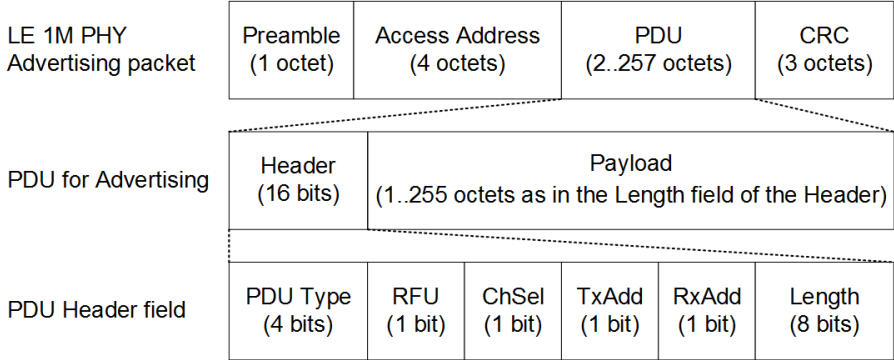 LE 1M PHY
Advertising packet
Preamble
(1 octet)
Access Address
(4 octets)
PDU
(2..257 octets)
CRC
(3 octets)
PDU for Advertising
Header
(16 bits)
Payload
(1..255 octets as in the Length field of the Header)
PDU Header field
PDU Type
(4 bits)
RFU
(1 bit)
ChSel
(1 bit)
TxAdd
(1 bit)
RxAdd
(1 bit)
Length
(8 bits)